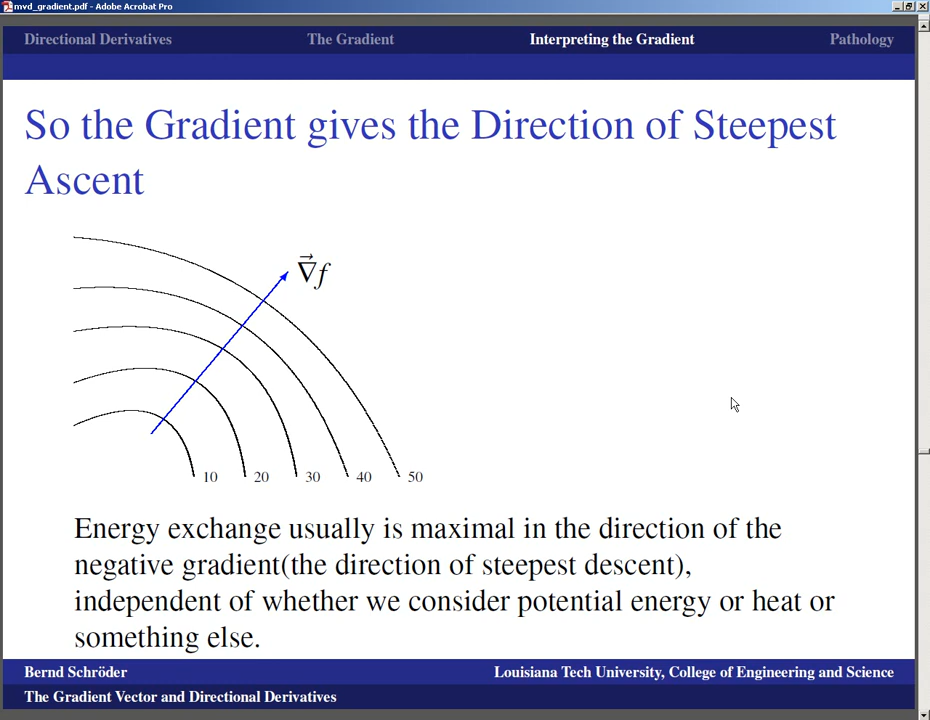 mvd_gradient.pdf - Adobe Acrobat Pro
Directional Derivatives The Gradient Interpreting the Gradient Pathology
So the Gradient gives the Direction of Steepest
Ascent
∇⃗f
10 20 30 40 50
Energy exchange usually is maximal in the direction of the
negative gradient(the direction of steepest descent),
independent of whether we consider potential energy or heat or
something else.
Bernd Schröder Louisiana Tech University, College of Engineering and Science
The Gradient Vector and Directional Derivatives